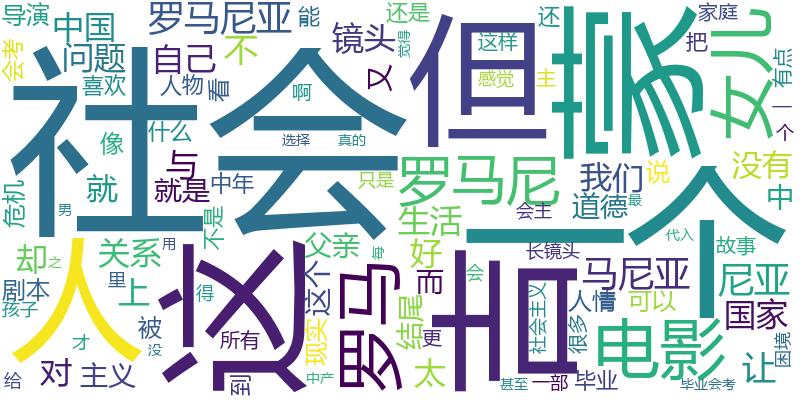 导演
中国
罗马尼亚
能
还是
还
家庭
会考
问题
自己
不
镜头
觉得
又
这样
把
女儿
有点
喜欢
人物
看
啊
但
感觉
主
家
一
个
社会
像
什么
选择
真的
与
就
就是
中年
只是
罗马尼
我们
说
没有
中
一个
危机
男
不是
用
父亲
每
生活
会主
道德
最
人
却
之
关系
这
好
长镜头
代入
故事
剧本
里
上
得
这个
罗马
而
会
言
马尼亚
尼亚
孩子
才
被
没
所有
现实
结尾
更
社会主义
人情
很多
可以
国家
电影
困境
给
对
主义
到
中产
太
甚至
一部
毕业
毕业会考
让